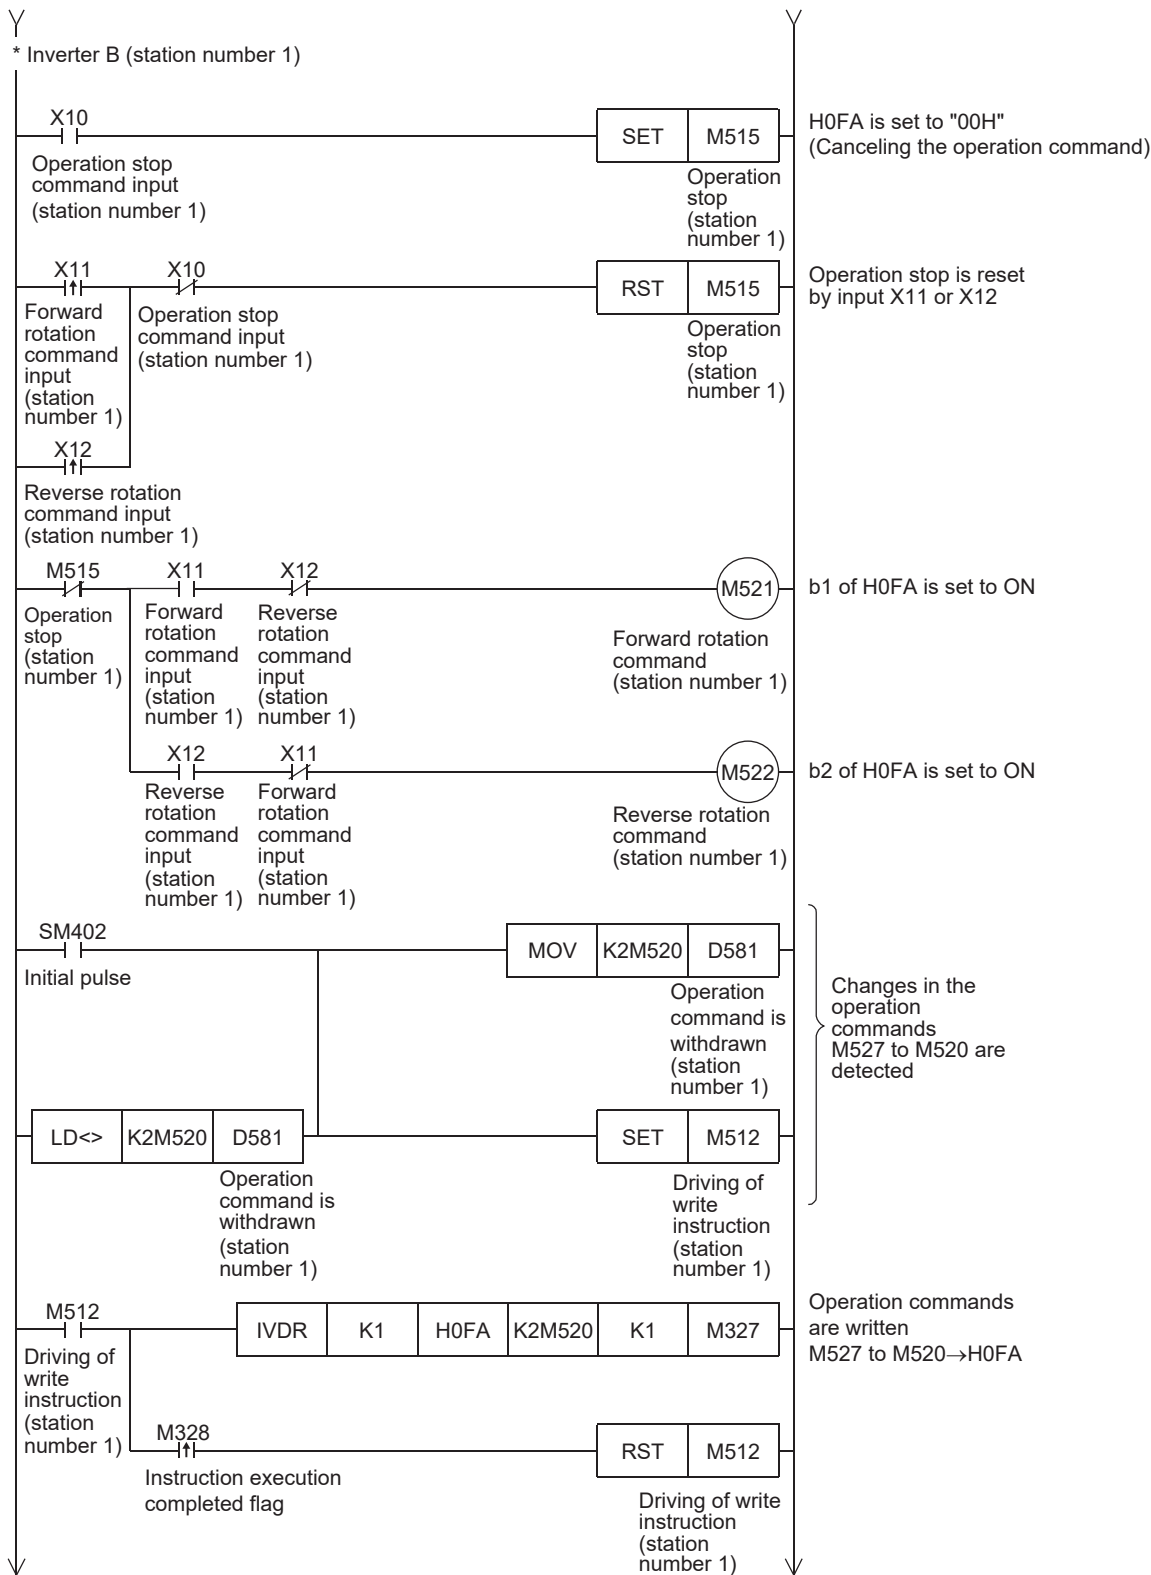 * Inverter B (station number 1)
X10
SET M515
H0FA is set to "00H"
(Canceling the operation command)
Operation stop
command input
(station number 1)
Operation
stop
(station
number 1)
X11
X10
RST M515
Operation stop is reset
by input X11 or X12
Forward
rotation
command
input
(station
number 1)
Operation stop
command input
(station number 1)
Operation
stop
(station
number 1)
X12
Reverse rotation
command input
(station number 1)
M515
X11
X12
M521
b1 of H0FA is set to ON
Operation
stop
(station
number 1)
Forward
rotation
command
input
(station
number 1)
Reverse
rotation
command
input
(station
number 1)
Forward rotation
command
(station number 1)
X12
X11
M522
b2 of H0FA is set to ON
Reverse
rotation
command
input
(station
number 1)
Forward
rotation
command
input
(station
number 1)
Reverse rotation
command
(station number 1)
SM402
MOV K2M520 D581
Initial pulse
Operation
command is
withdrawn
(station
number 1)
Changes in the
operation
commands
M527 to M520 are
detected
LD<> K2M520 D581
SET M512
Operation
command is
withdrawn
(station
number 1)
Driving of
write
instruction
(station
number 1)
M512
IVDR K1 H0FA K2M520 K1 M327
Operation commands
are written
M527 to M520→H0FA
Driving of
write
instruction
(station
number 1)
M328
RST M512
Instruction execution
completed flag
Driving of write
instruction
(station
number 1)